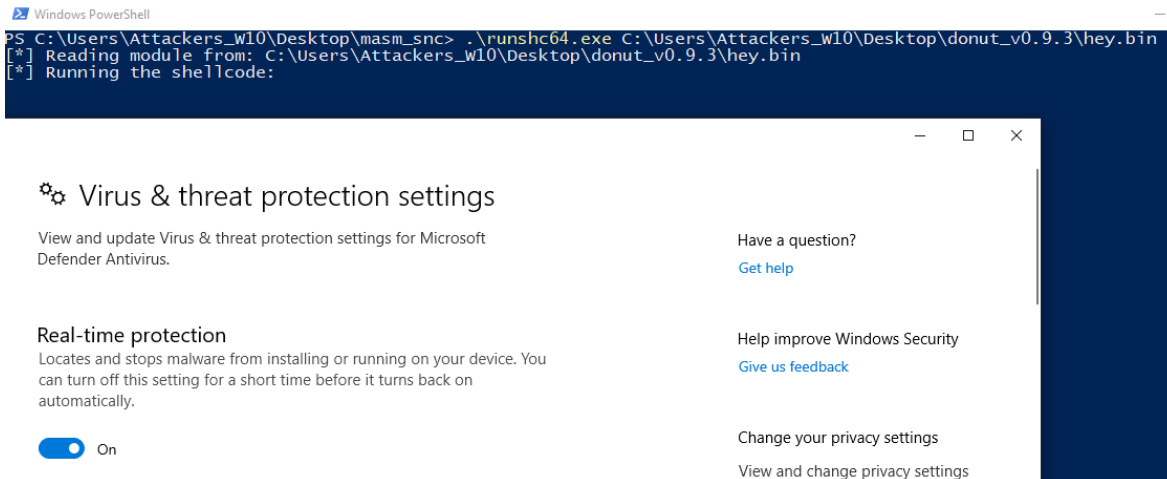 Windows PowerShell
PS C:\Users\Attackers_W10\Desktop\masm_snc> .\runshc64.exe C:\Users\Attackers_W10\Desktop\donut_v0.9.3\hey.bin
[*] Reading module from: C:\Users\Attackers_W10\Desktop\donut_v0.9.3\hey.bin
[*] Running the shellcode:
Virus & threat protection settings
View and update Virus & threat protection settings for Microsoft
Defender Antivirus.
Real-time protection
Locates and stops malware from installing or running on your device. You
can turn off this setting for a short time before it turns back on
automatically.
On
Have a question?
Get help
Help improve Windows Security
Give us feedback
Change your privacy settings
View and change privacy settings